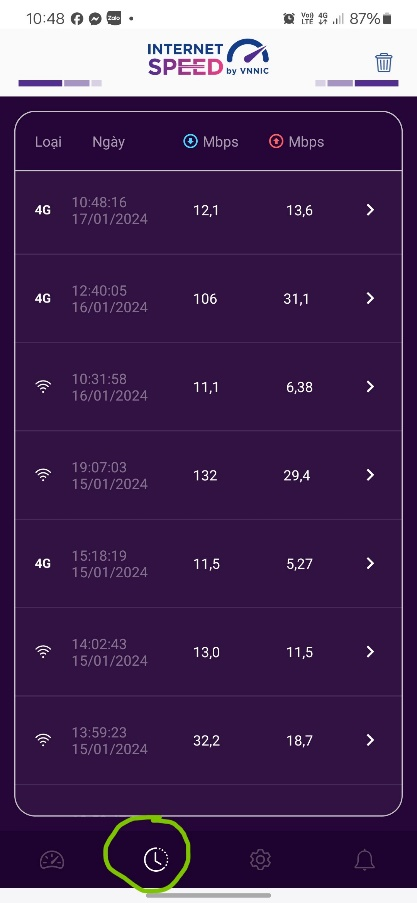 10:48 Zalo Vo) LTE 4G 87%
INTERNET
SPEED by VNNIC
Loại Ngày Mbps Mbps
4G 10:48:16 17/01/2024 12,1 13,6
4G 12:40:05 16/01/2024 106 31,1
10:31:58 16/01/2024 11,1 6,38
19:07:03 15/01/2024 132 29,4
4G 15:18:19 15/01/2024 11,5 5,27
14:02:43 15/01/2024 13,0 11,5
13:59:23 15/01/2024 32,2 18,7